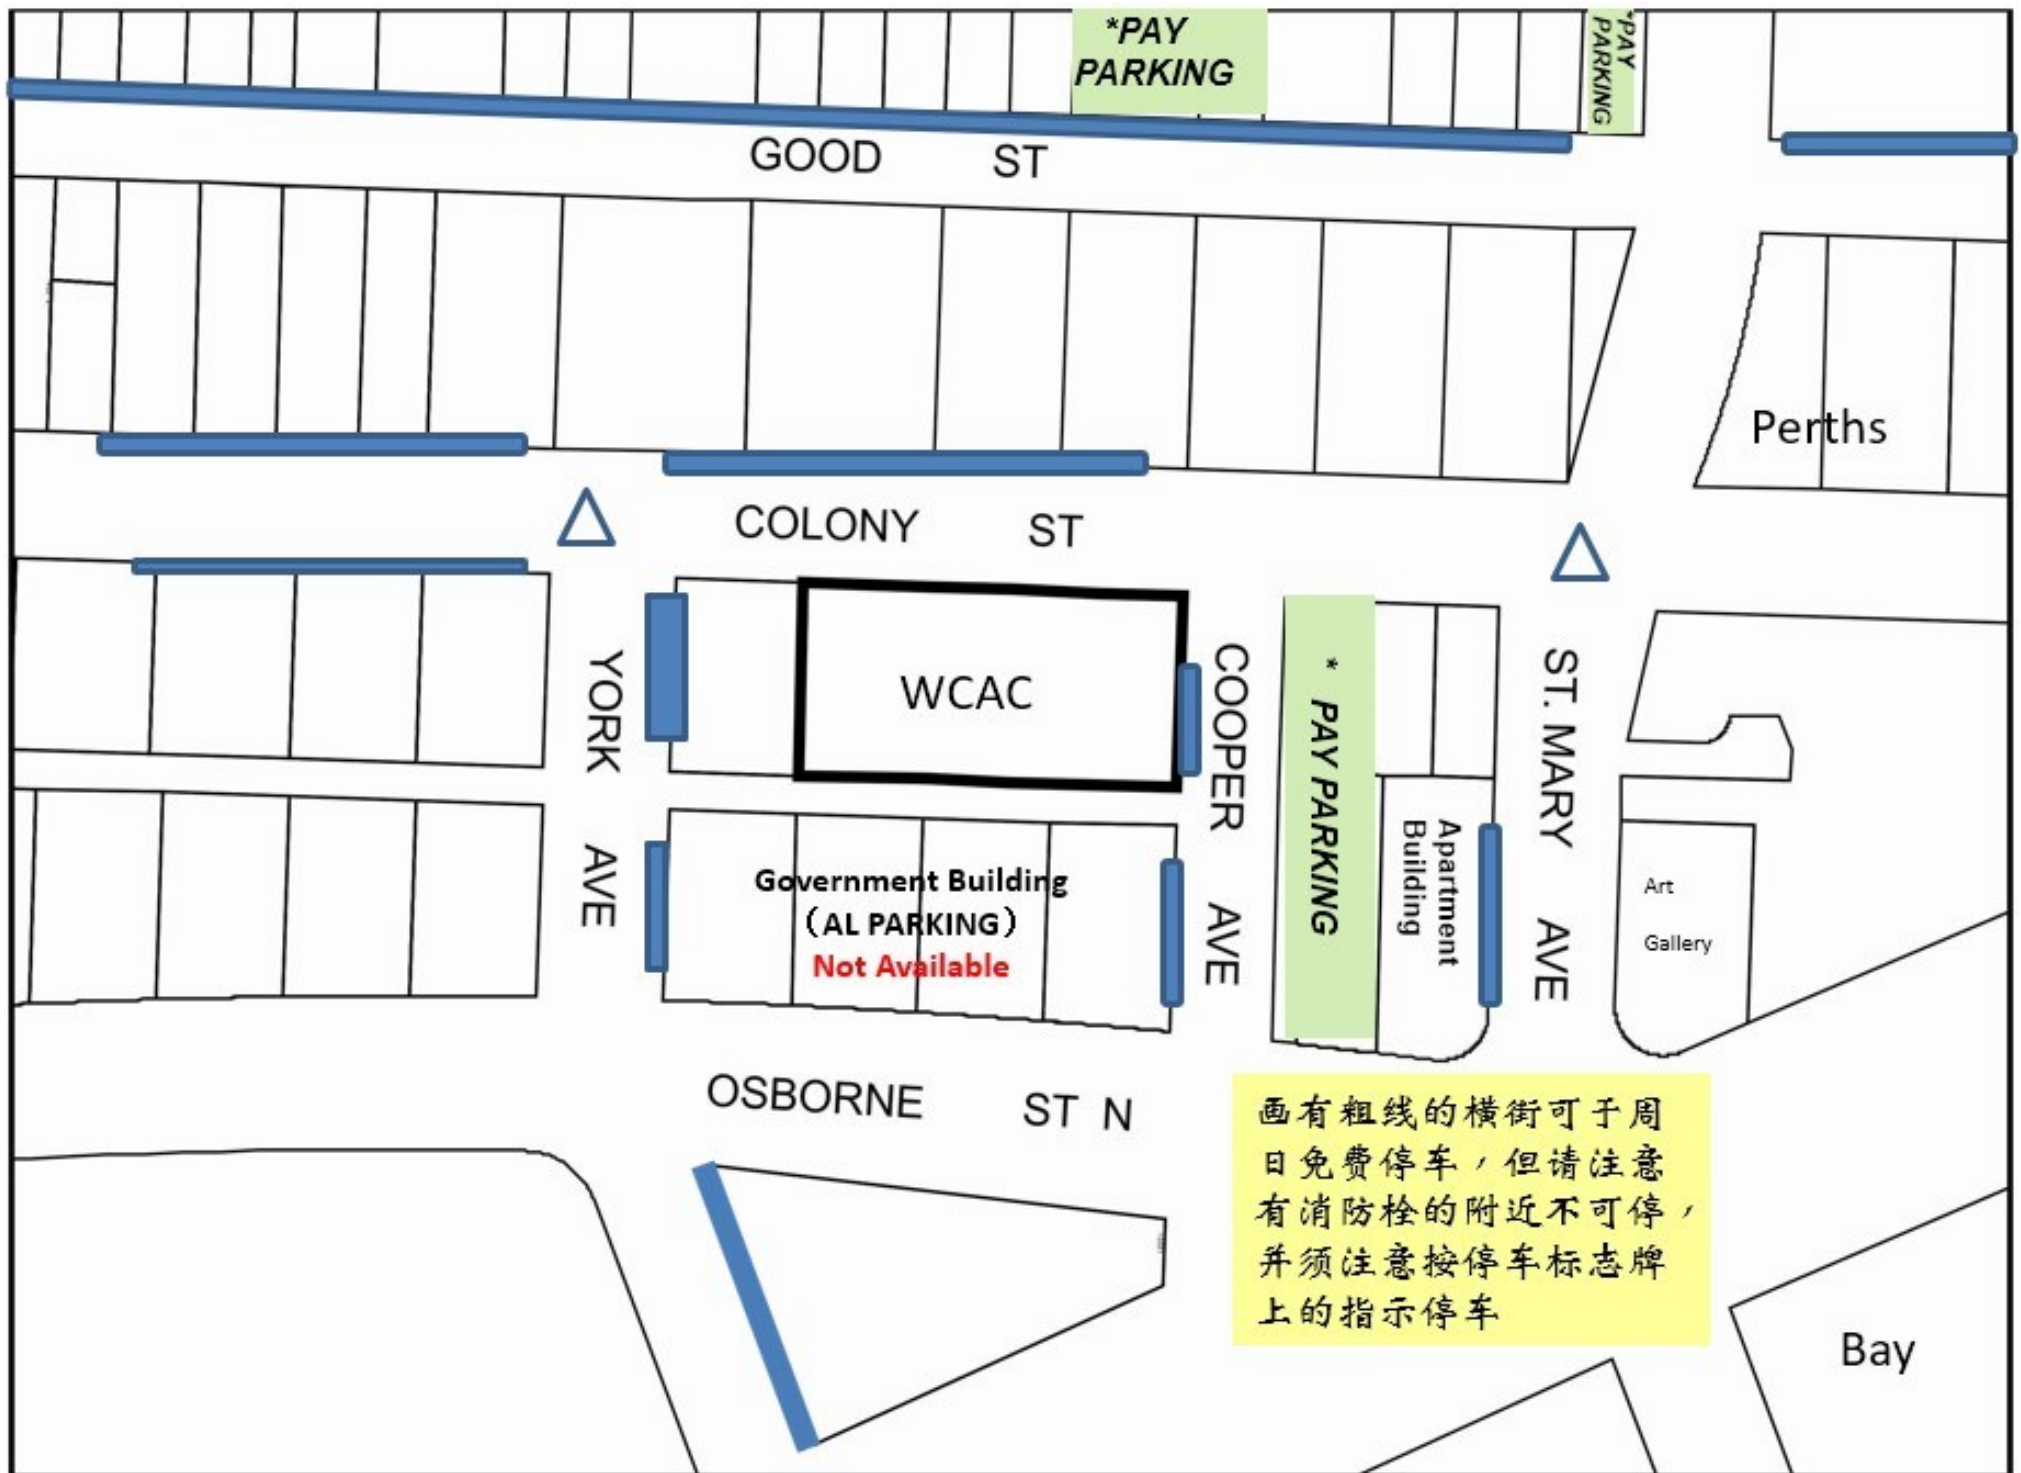 *PAY
PARKING
*PAY
PARKING
GOOD ST
Perths
COLONY ST
YORK AVE
WCAC
COOPER AVE
* PAY PARKING
ST. MARY AVE
Apartment
Building
Government Building
(AL PARKING)
Not Available
Art
Gallery
OSBORNE ST N
画有粗线的横街可于周
日免费停车,但请注意
有消防栓的附近不可停,
并须注意按停车标志牌
上的指示停车
Bay